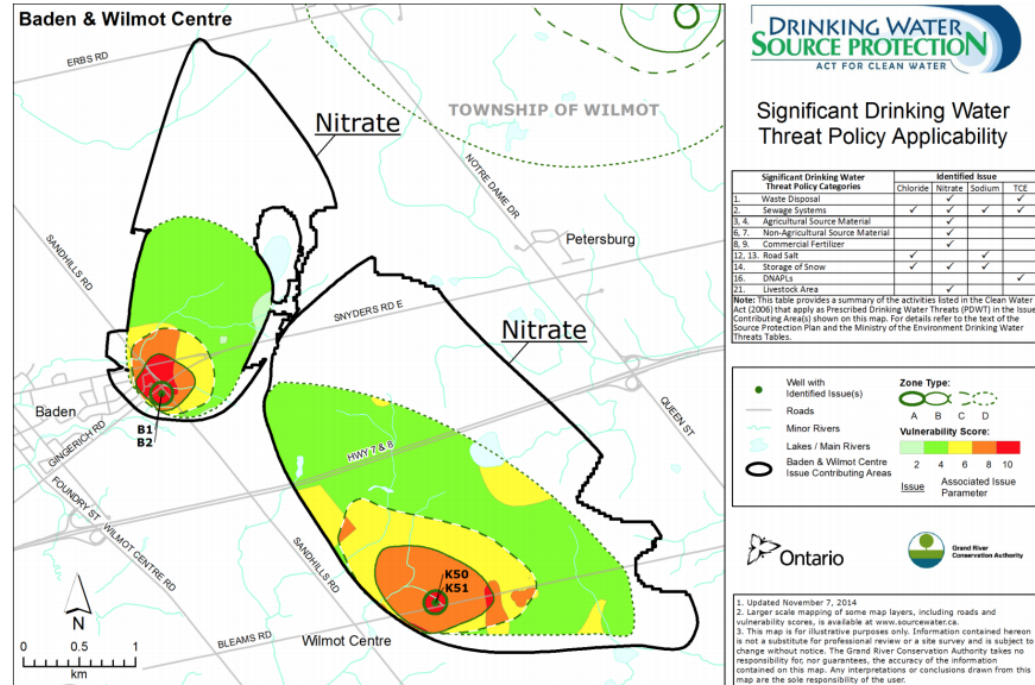 Baden & Wilmot Centre
ERBS RD
Nitrate
TOWNSHIP OF WILMOT
NOTRE DAME DR
SANDHILLS RD
Petersburg
SNYDERS RD E
Nitrate
Baden
B1
B2
GINGERICH RD
QUEEN ST
HWY 7 & 8
FOUNDRY ST
WILMOT CENTRE RD
SANDHILLS RD
K50
K51
BLEAMS RD
Wilmot Centre
N
0 0.5 1
km
DRINKING WATER
SOURCE PROTECTION
ACT FOR CLEAN WATER
Significant Drinking Water
Threat Policy Applicability
Significant Drinking Water
Threat Policy Categories
Identified Issue
Chloride Nitrate Sodium TCE
1. Waste Disposal ✓ ✓
2. Sewage Systems ✓ ✓ ✓ ✓
3, 4. Agricultural Source Material ✓
6, 7. Non-Agricultural Source Material ✓
8, 9. Commercial Fertilizer ✓
12, 13. Road Salt ✓ ✓
14. Storage of Snow ✓ ✓ ✓
16. DNAPLs ✓
21. Livestock Area ✓
Note: This table provides a summary of the activities listed in the Clean Water
Act (2006) that apply as Prescribed Drinking Water Threats (PDWT) in the Issue
Contributing Area(s) shown on this map. For details refer to the text of the
Source Protection Plan and the Ministry of the Environment Drinking Water
Threats Tables.
Well with
Identified Issue(s)
Roads
Minor Rivers
Lakes / Main Rivers
Baden & Wilmot Centre
Issue Contributing Areas
Zone Type:
A B C D
Vulnerability Score:
2 4 6 8 10
Issue Associated Issue
Parameter
Ontario
Grand River
Conservation Authority
1. Updated November 7, 2014
2. Larger scale mapping of some map layers, including roads and
vulnerability scores, is available at www.sourcewater.ca.
3. This map is for illustrative purposes only. Information contained hereon
is not a substitute for professional review or a site survey and is subject to
change without notice. The Grand River Conservation Authority takes no
responsibility for, nor guarantees, the accuracy of the information
contained on this map. Any interpretations or conclusions drawn from this
map are the sole responsibility of the user.